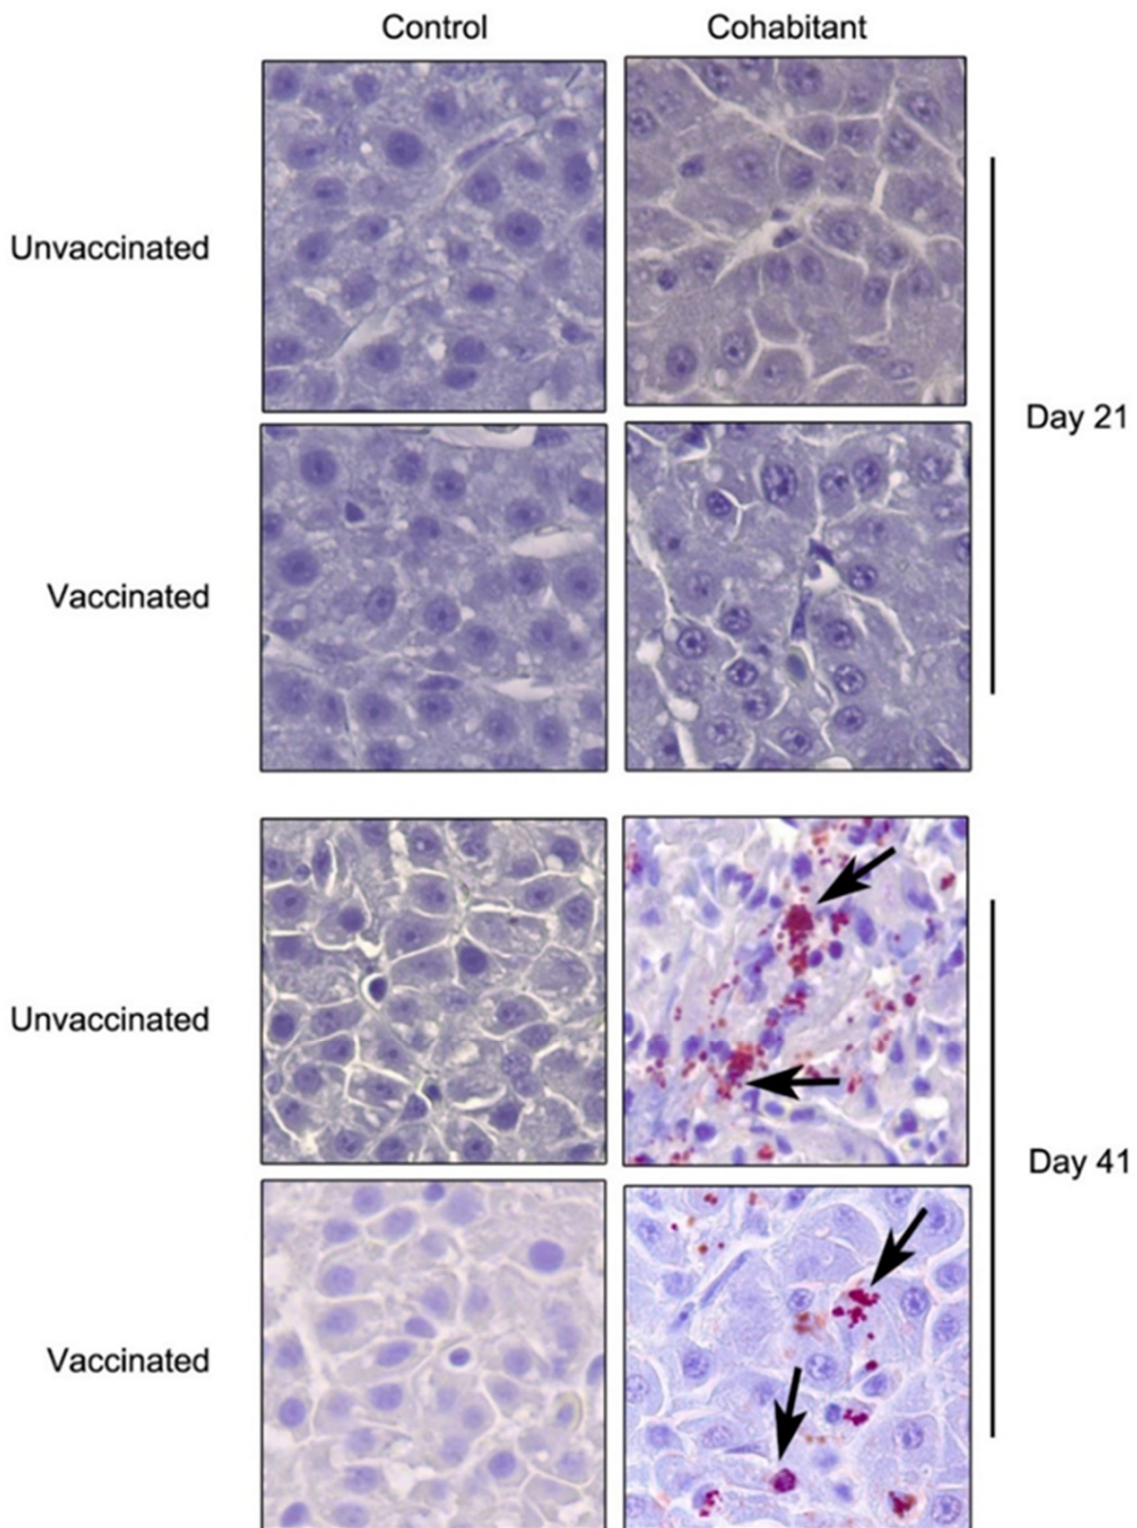 Control
Cohabitant
Unvaccinated
Day 21
Vaccinated
Unvaccinated
Day 41
Vaccinated